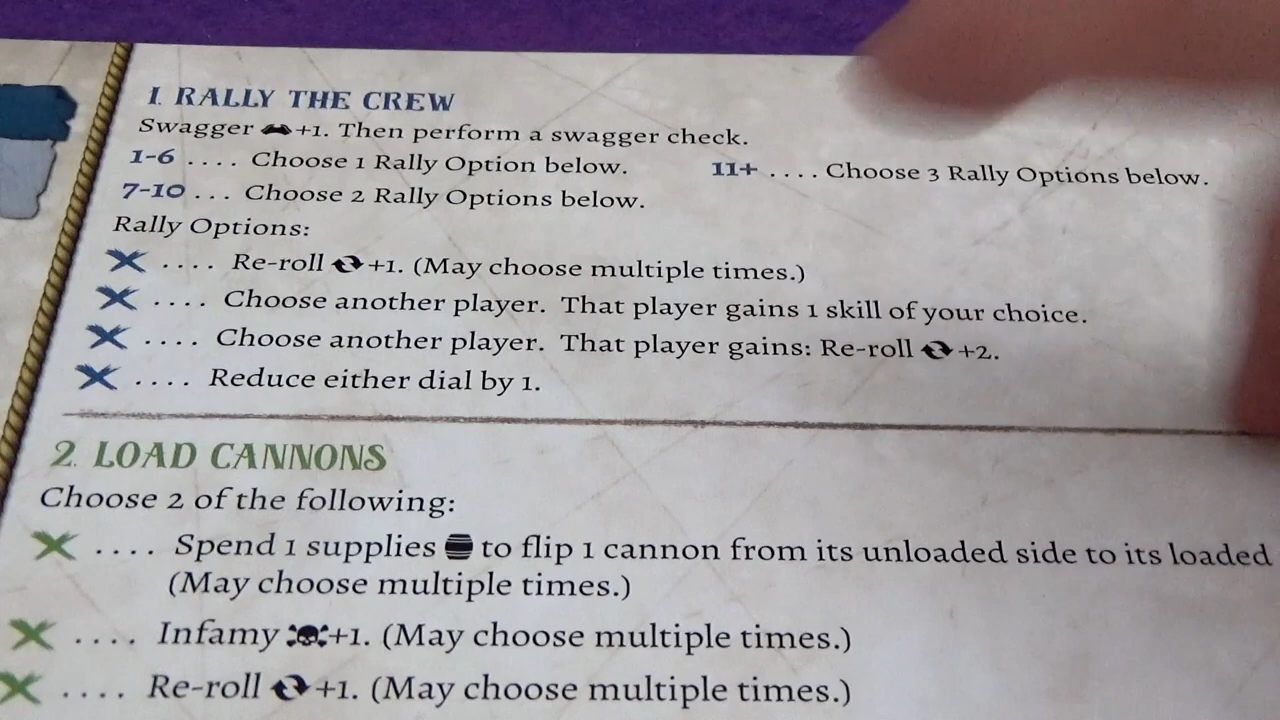 1. RALLY THE CREW
Swagger +1. Then perform a swagger check.
1-6 .... Choose 1 Rally Option below.
11+ .... Choose 3 Rally Options below.
7-10 ... Choose 2 Rally Options below.
Rally Options:
.... Re-roll +1. (May choose multiple times.)
.... Choose another player. That player gains 1 skill of your choice.
.... Choose another player. That player gains: Re-roll +2.
.... Reduce either dial by 1.
2. LOAD CANNONS
Choose 2 of the following:
.... Spend 1 supplies to flip 1 cannon from its unloaded side to its loaded
(May choose multiple times.)
.... Infamy +1. (May choose multiple times.)
.... Re-roll +1. (May choose multiple times.)